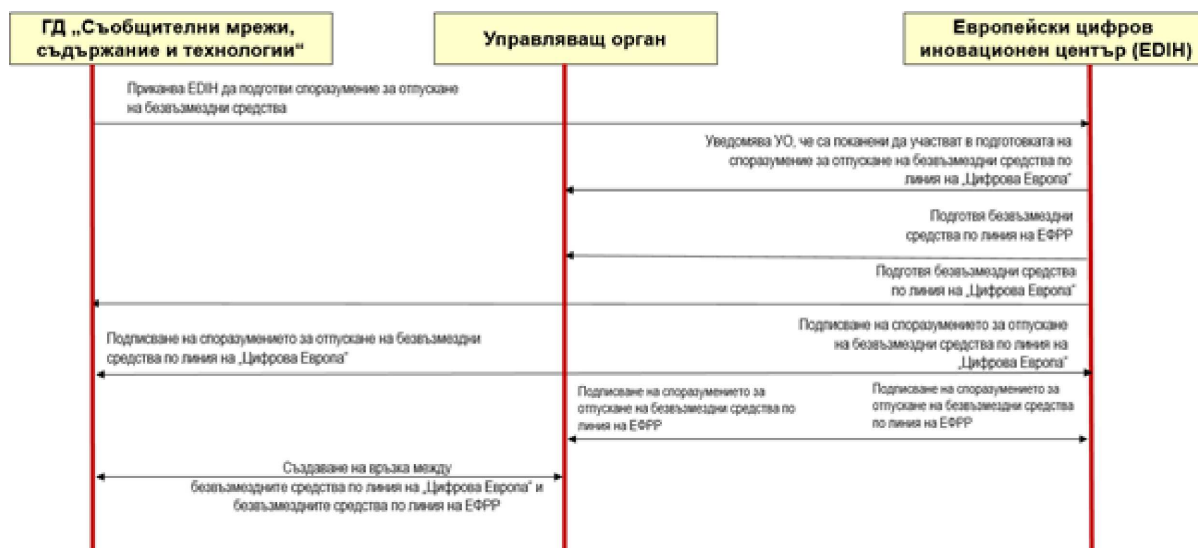 ГД „Съобщителни мрежи,
съдържание и технологии“
Управляващ орган
Европейски цифров
иновационен център (EDIH)
Приканва EDIH да подготви споразумение за отпускане
на безвъзмездни средства
Уведомява УО, че са поканени да участват в подготовката на
споразумение за отпускане на безвъзмездни средства по
линия на „Цифрова Европа“
Подготвя безвъзмездни
средства по линия на ЕФРР
Подготвя безвъзмездни средства
по линия на „Цифрова Европа“
Подписване на споразумението за отпускане на безвъзмездни
средства по линия на „Цифрова Европа“
Подписване на споразумението за отпускане
на безвъзмездни средства по линия на
„Цифрова Европа“
Подписване на споразумението за
отпускане на безвъзмездни средства по
линия на ЕФРР
Подписване на споразумението за
отпускане на безвъзмездни средства
по линия на ЕФРР
Създаване на връзка между
безвъзмездните средства по линия на „Цифрова Европа“ и
безвъзмездните средства по линия на ЕФРР